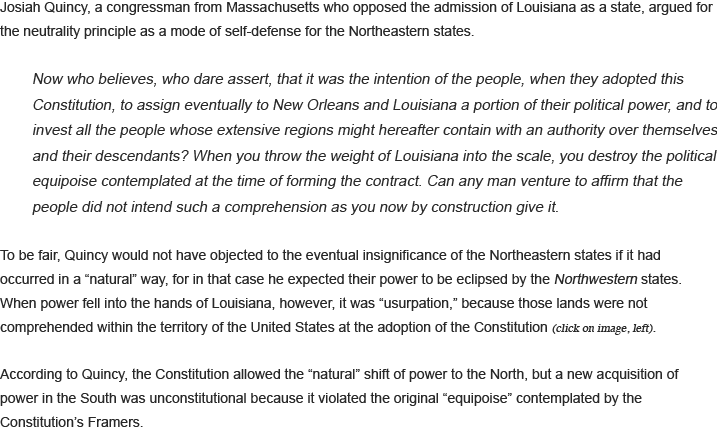 Josiah Quincy, a congressman from Massachusetts who opposed the admission of Louisiana as a state, argued for
the neutrality principle as a mode of self-defense for the Northeastern states.
Now who believes, who dare assert, that it was the intention of the people, when they adopted this
Constitution, to assign eventually to New Orleans and Louisiana a portion of their political power, and to
invest all the people whose extensive regions might hereafter contain with an authority over themselves
and their descendants? When you throw the weight of Louisiana into the scale, you destroy the political
equipoise contemplated at the time of forming the contract. Can any man venture to affirm that the
people did not intend such a comprehension as you now by construction give it.
To be fair, Quincy would not have objected to the eventual insignificance of the Northeastern states if it had
occurred in a “natural” way, for in that case he expected their power to be eclipsed by the Northwestern states.
When power fell into the hands of Louisiana, however, it was “usurpation,” because those lands were not
comprehended within the territory of the United States at the adoption of the Constitution (click on image, left).
According to Quincy, the Constitution allowed the “natural” shift of power to the North, but a new acquisition of
power in the South was unconstitutional because it violated the original “equipoise” contemplated by the
Constitution’s Framers.